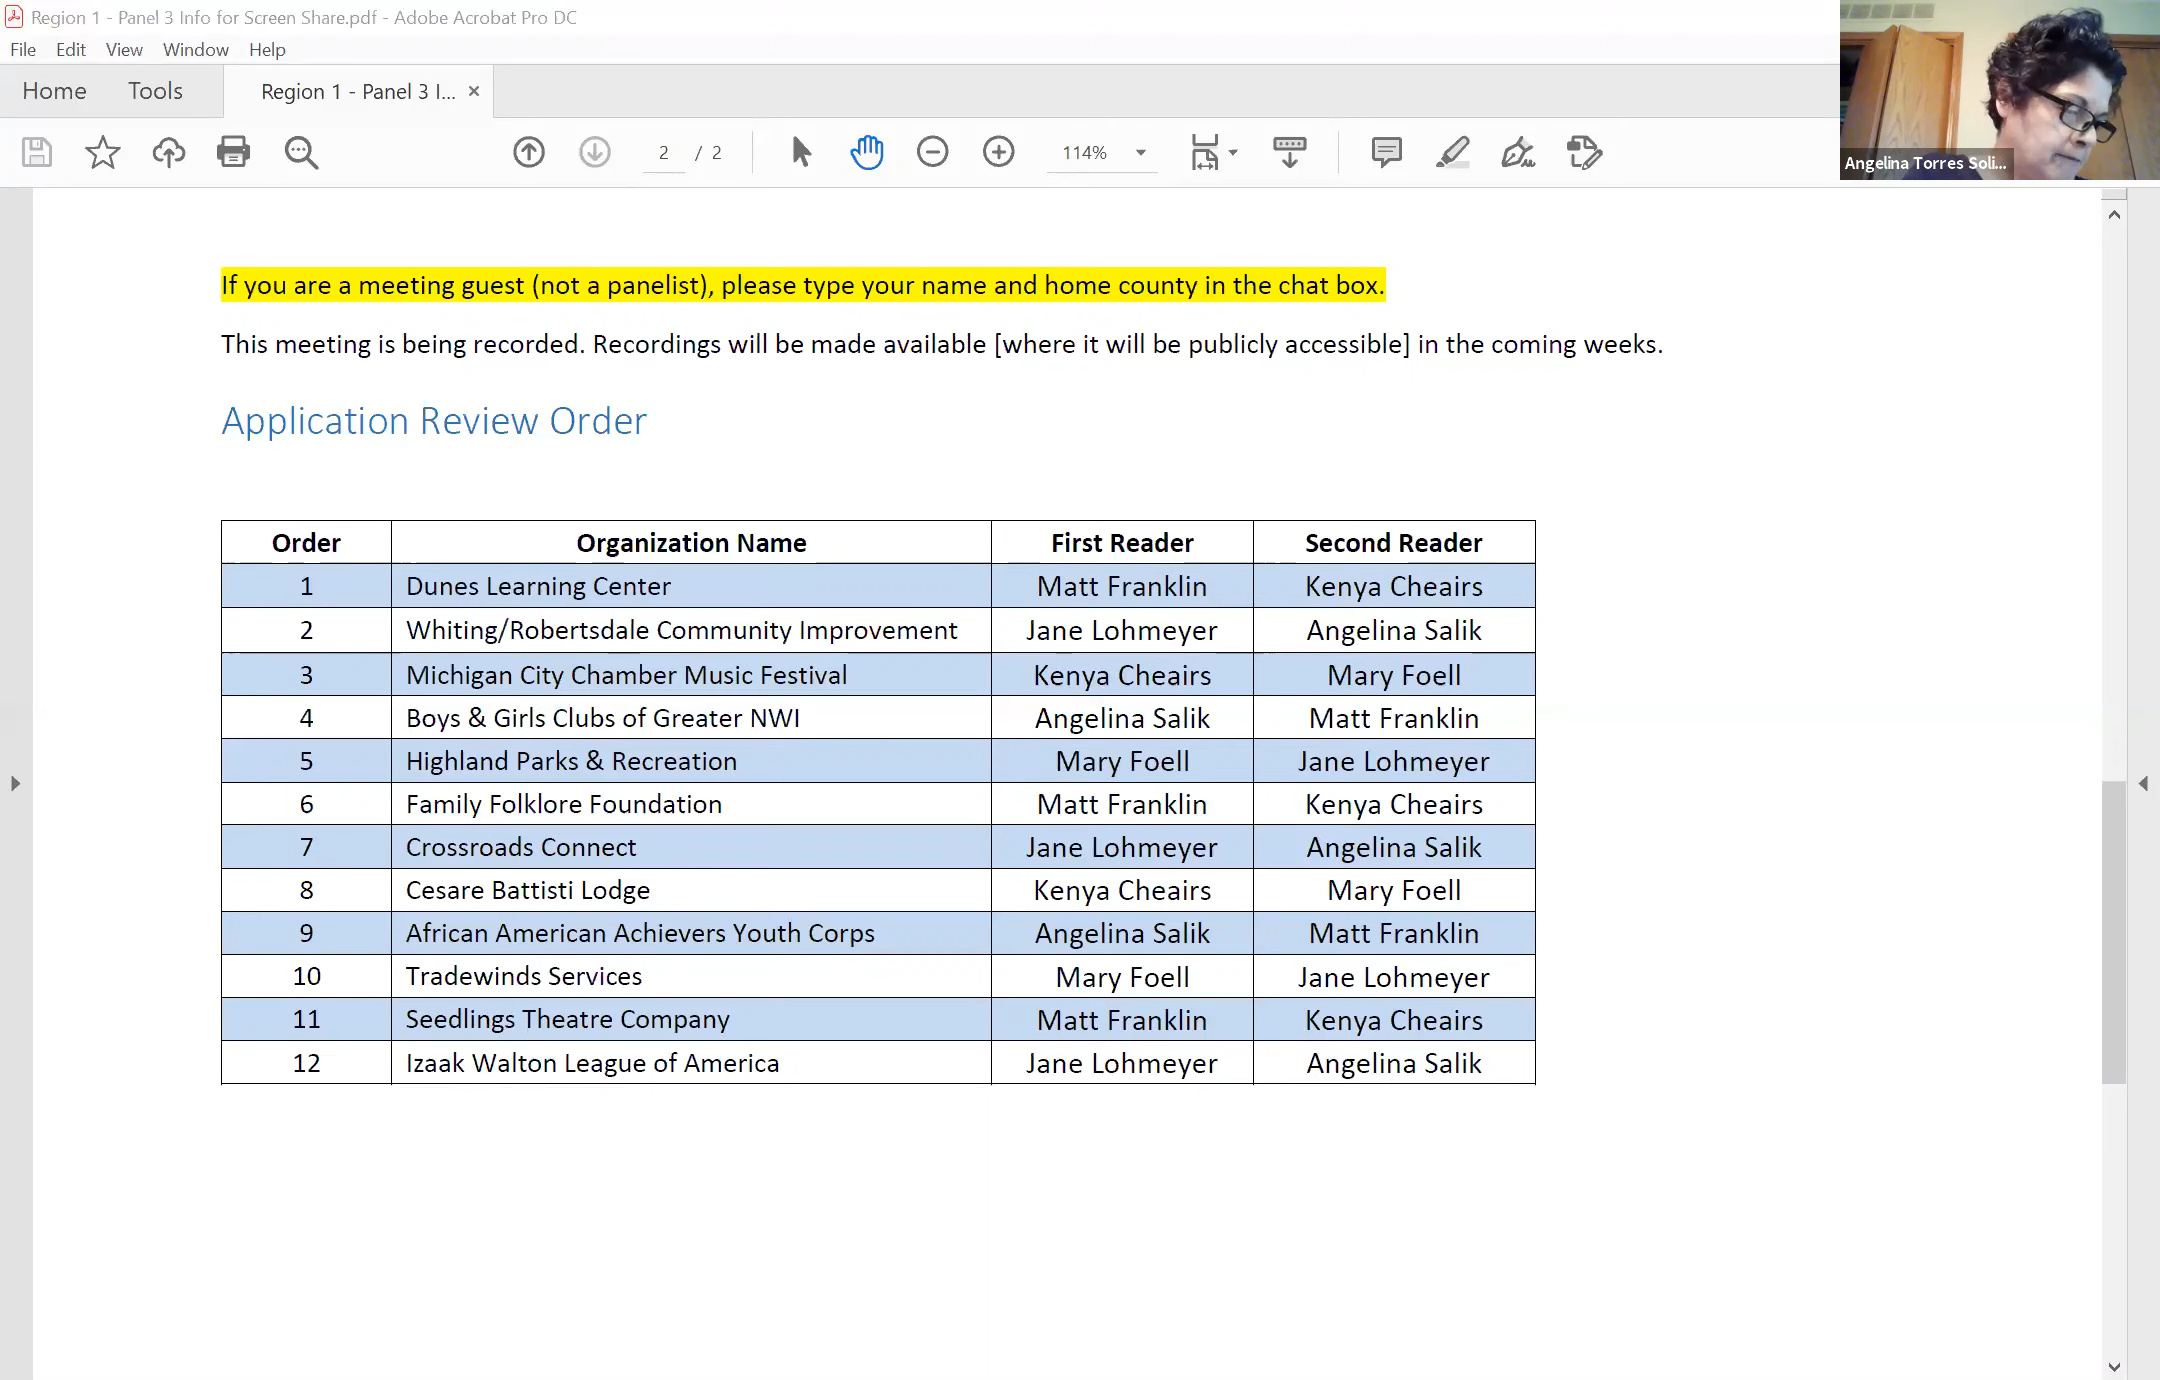 Region 1 - Panel 3 Info for Screen Share.pdf - Adobe Acrobat Pro DC
File Edit View Window Help
Home Tools Region 1 - Panel 3 I... ×
2 / 2 114%
Angelina Torres Soli...
If you are a meeting guest (not a panelist), please type your name and home county in the chat box.
This meeting is being recorded. Recordings will be made available [where it will be publicly accessible] in the coming weeks.
Application Review Order
Order Organization Name First Reader Second Reader
1 Dunes Learning Center Matt Franklin Kenya Cheairs
2 Whiting/Robertsdale Community Improvement Jane Lohmeyer Angelina Salik
3 Michigan City Chamber Music Festival Kenya Cheairs Mary Foell
4 Boys & Girls Clubs of Greater NWI Angelina Salik Matt Franklin
5 Highland Parks & Recreation Mary Foell Jane Lohmeyer
6 Family Folklore Foundation Matt Franklin Kenya Cheairs
7 Crossroads Connect Jane Lohmeyer Angelina Salik
8 Cesare Battisti Lodge Kenya Cheairs Mary Foell
9 African American Achievers Youth Corps Angelina Salik Matt Franklin
10 Tradewinds Services Mary Foell Jane Lohmeyer
11 Seedlings Theatre Company Matt Franklin Kenya Cheairs
12 Izaak Walton League of America Jane Lohmeyer Angelina Salik